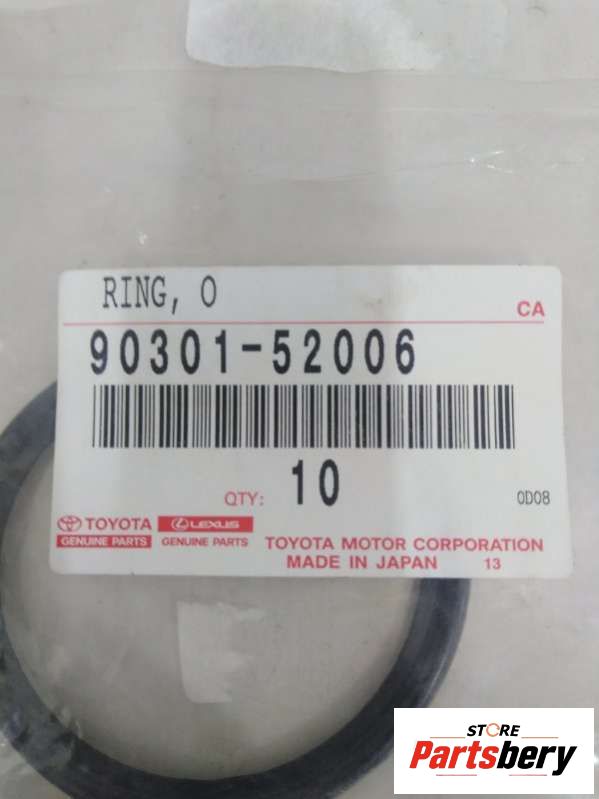 RING, O
CA
90301-52006
QTY: 10
0D08
TOYOTA LEXUS
GENUINE PARTS GENUINE PARTS
TOYOTA MOTOR CORPORATION
MADE IN JAPAN 13
STORE
Partsbery